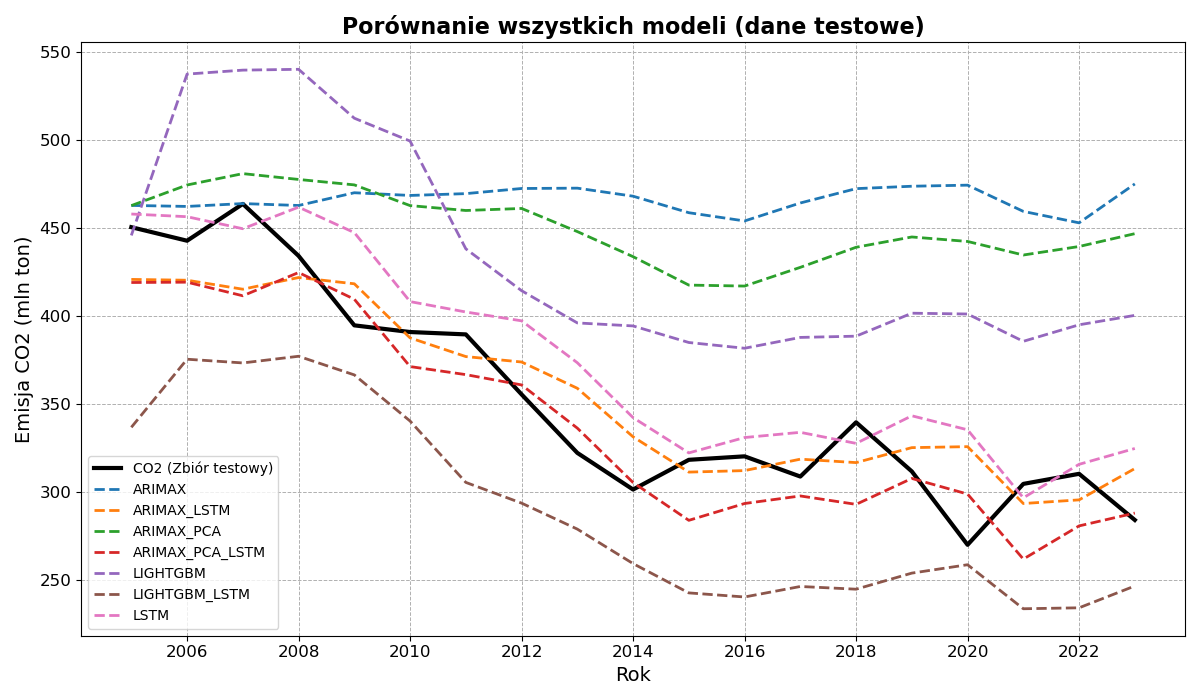 Porównanie wszystkich modeli (dane testowe)
Emisja CO2 (mln ton)
550
500
450
400
350
300
250
CO2 (Zbiór testowy)
ARIMAX
ARIMAX_LSTM
ARIMAX_PCA
ARIMAX_PCA_LSTM
LIGHTGBM
LIGHTGBM_LSTM
LSTM
2006 2008 2010 2012 2014 2016 2018 2020 2022
Rok